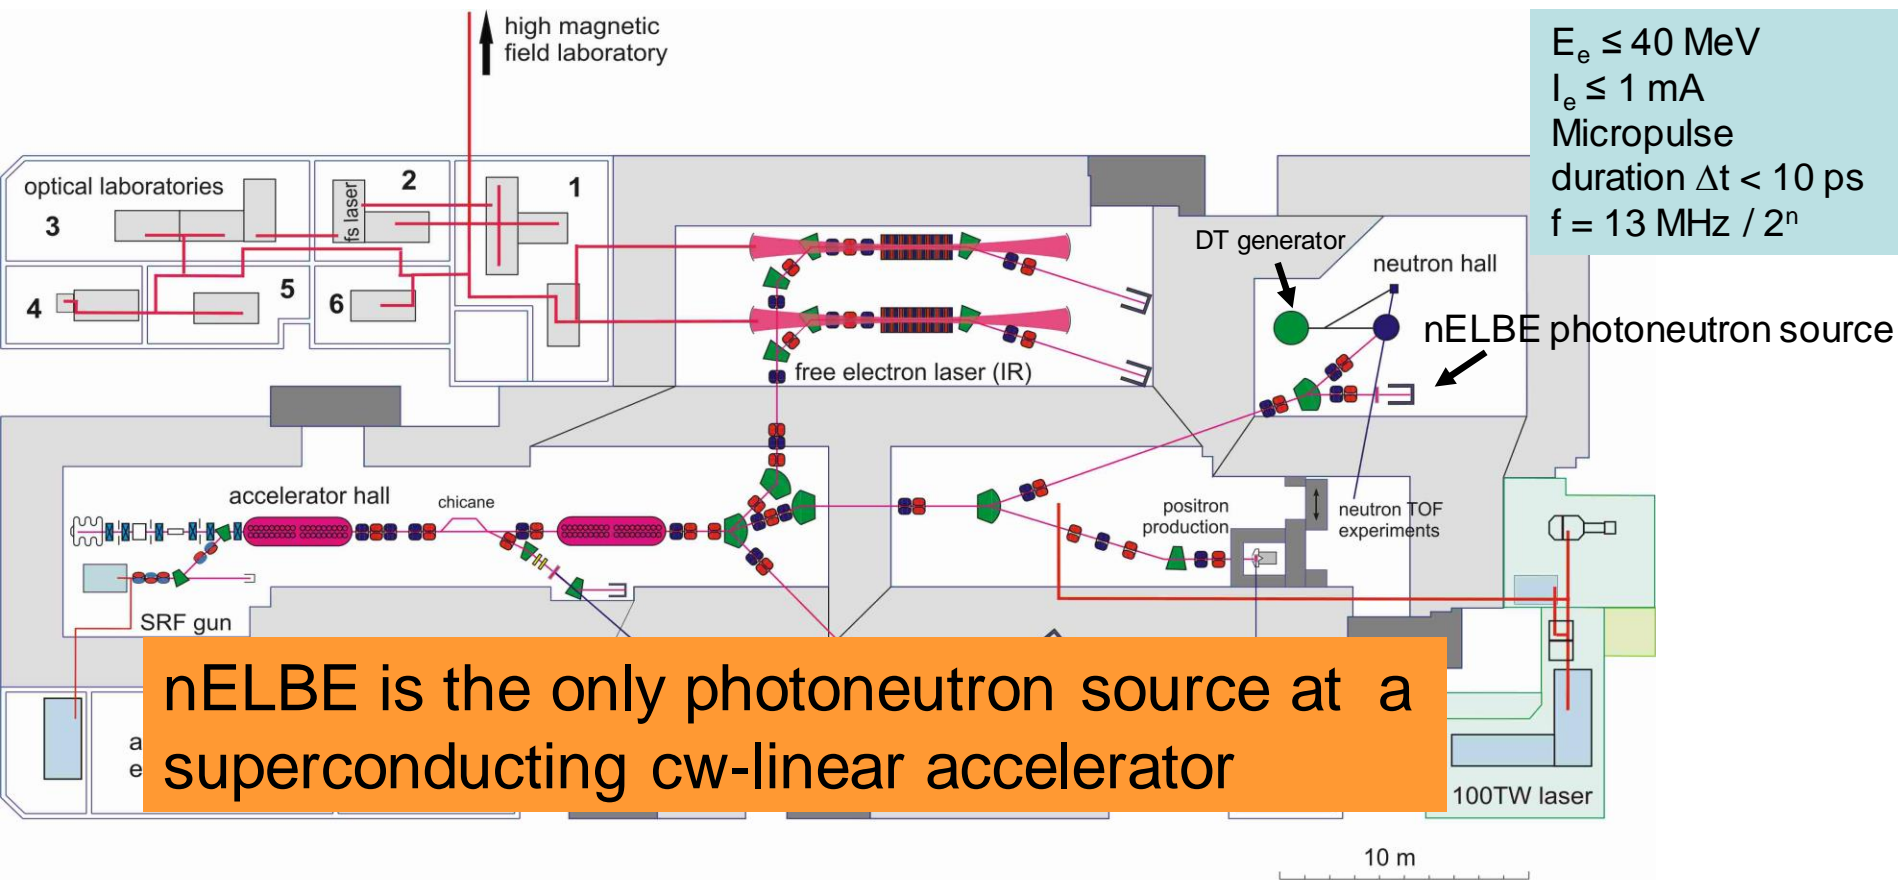 high magnetic
field laboratory
E_e ≤ 40 MeV
I_e ≤ 1 mA
Micropulse
duration Δt < 10 ps
f = 13 MHz / 2ⁿ
optical laboratories
3
fs laser
2
1
4
5
6
DT generator
neutron hall
nELBE photoneutron source
free electron laser (IR)
accelerator hall
chicane
positron
production
neutron TOF
experiments
SRF gun
nELBE is the only photoneutron source at a
superconducting cw-linear accelerator
a
e
100TW laser
10 m